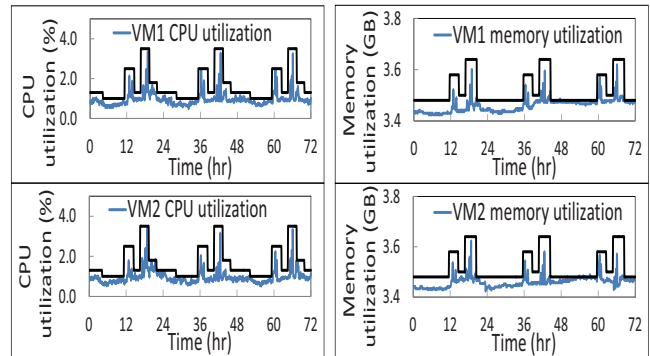 CPU utilization (%)
4.0
2.0
0.0
VM1 CPU utilization
0 12 24 36 48 60 72
Time (hr)
Memory utilization (GB)
3.8
3.6
3.4
VM1 memory utilization
0 12 24 36 48 60 72
Time (hr)
CPU utilization (%)
4.0
2.0
0.0
VM2 CPU utilization
0 12 24 36 48 60 72
Time (hr)
Memory utilization (GB)
3.8
3.6
3.4
VM2 memory utilization
0 12 24 36 48 60 72
Time (hr)